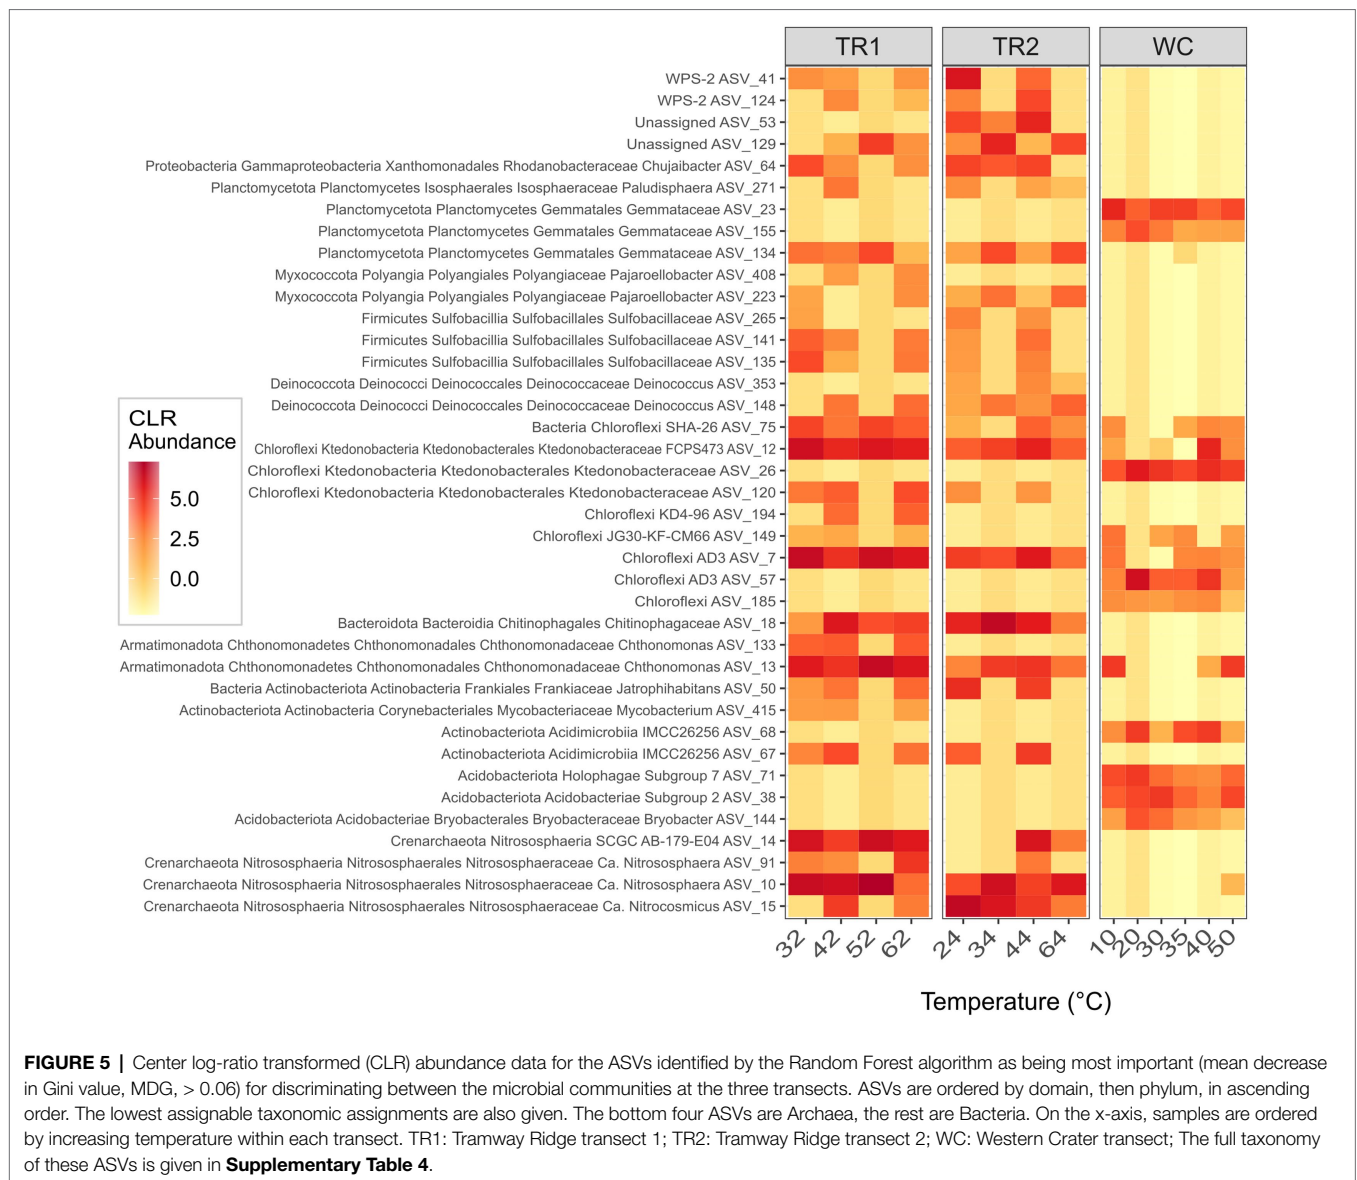 TR1 TR2 WC
WPS-2 ASV_41
WPS-2 ASV_124
Unassigned ASV_53
Unassigned ASV_129
Proteobacteria Gammaproteobacteria Xanthomonadales Rhodanobacteraceae Chujaibacter ASV_64
Planctomycetota Planctomycetes Isosphaerales Isosphaeraceae Paludisphaera ASV_271
Planctomycetota Planctomycetes Gemmatales Gemmataceae ASV_23
Planctomycetota Planctomycetes Gemmatales Gemmataceae ASV_155
Planctomycetota Planctomycetes Gemmatales Gemmataceae ASV_134
Myxococcota Polyangia Polyangiales Polyangiaceae Pajaroellobacter ASV_408
Myxococcota Polyangia Polyangiales Polyangiaceae Pajaroellobacter ASV_223
Firmicutes Sulfobacillia Sulfobacillales Sulfobacillaceae ASV_265
Firmicutes Sulfobacillia Sulfobacillales Sulfobacillaceae ASV_141
Firmicutes Sulfobacillia Sulfobacillales Sulfobacillaceae ASV_135
Deinococcota Deinococci Deinococcales Deinococcaceae Deinococcus ASV_353
Deinococcota Deinococci Deinococcales Deinococcaceae Deinococcus ASV_148
Bacteria Chloroflexi SHA-26 ASV_75
Chloroflexi Ktedonobacteria Ktedonobacterales Ktedonobacteraceae FCPS473 ASV_12
Chloroflexi Ktedonobacteria Ktedonobacterales Ktedonobacteraceae ASV_26
Chloroflexi Ktedonobacteria Ktedonobacterales Ktedonobacteraceae ASV_120
Chloroflexi KD4-96 ASV_194
Chloroflexi JG30-KF-CM66 ASV_149
Chloroflexi AD3 ASV_7
Chloroflexi AD3 ASV_57
Chloroflexi ASV_185
Bacteroidota Bacteroidia Chitinophagales Chitinophagaceae ASV_18
Armatimonadota Chthonomonadetes Chthonomonadales Chthonomonadaceae Chthonomonas ASV_133
Armatimonadota Chthonomonadetes Chthonomonadales Chthonomonadaceae Chthonomonas ASV_13
Bacteria Actinobacteriota Actinobacteria Frankiales Frankiaceae Jatrophihabitans ASV_50
Actinobacteriota Actinobacteria Corynebacteriales Mycobacteriaceae Mycobacterium ASV_415
Actinobacteriota Acidimicrobiia IMCC26256 ASV_68
Actinobacteriota Acidimicrobiia IMCC26256 ASV_67
Acidobacteriota Holophagae Subgroup 7 ASV_71
Acidobacteriota Acidobacteriae Subgroup 2 ASV_38
Acidobacteriota Acidobacteriae Bryobacterales Bryobacteraceae Bryobacter ASV_144
Crenarchaeota Nitrososphaeria SCGC AB-179-E04 ASV_14
Crenarchaeota Nitrososphaeria Nitrososphaerales Nitrososphaeraceae Ca. Nitrososphaera ASV_91
Crenarchaeota Nitrososphaeria Nitrososphaerales Nitrososphaeraceae Ca. Nitrososphaera ASV_10
Crenarchaeota Nitrososphaeria Nitrososphaerales Nitrososphaeraceae Ca. Nitrocosmicus ASV_15
CLR
Abundance
5.0
2.5
0.0
32 42 52 62 24 34 44 64 10 20 30 35 40 50
Temperature (°C)
FIGURE 5 | Center log-ratio transformed (CLR) abundance data for the ASVs identified by the Random Forest algorithm as being most important (mean decrease
in Gini value, MDG, > 0.06) for discriminating between the microbial communities at the three transects. ASVs are ordered by domain, then phylum, in ascending
order. The lowest assignable taxonomic assignments are also given. The bottom four ASVs are Archaea, the rest are Bacteria. On the x-axis, samples are ordered
by increasing temperature within each transect. TR1: Tramway Ridge transect 1; TR2: Tramway Ridge transect 2; WC: Western Crater transect; The full taxonomy
of these ASVs is given in Supplementary Table 4.